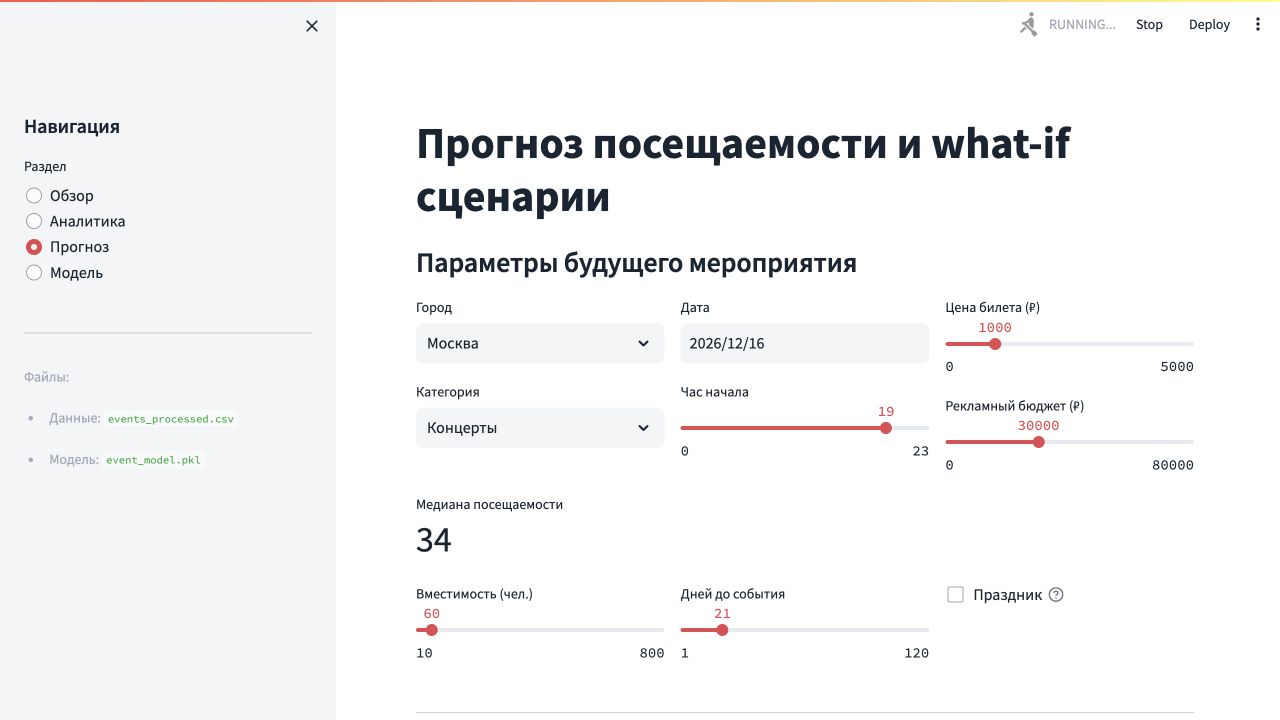 RUNNING...
Stop
Deploy
Навигация
Раздел
Обзор
Аналитика
Прогноз
Модель
Файлы:
Данные: events_processed.csv
Модель: event_model.pkl
Прогноз посещаемости и what-if
сценарии
Параметры будущего мероприятия
Город
Москва
Дата
2026/12/16
Цена билета (₽)
1000
0 5000
Категория
Концерты
Час начала
19
0 23
Рекламный бюджет (₽)
30000
0 80000
Медиана посещаемости
34
Вместимость (чел.)
60
10 800
Дней до события
21
1 120
Праздник